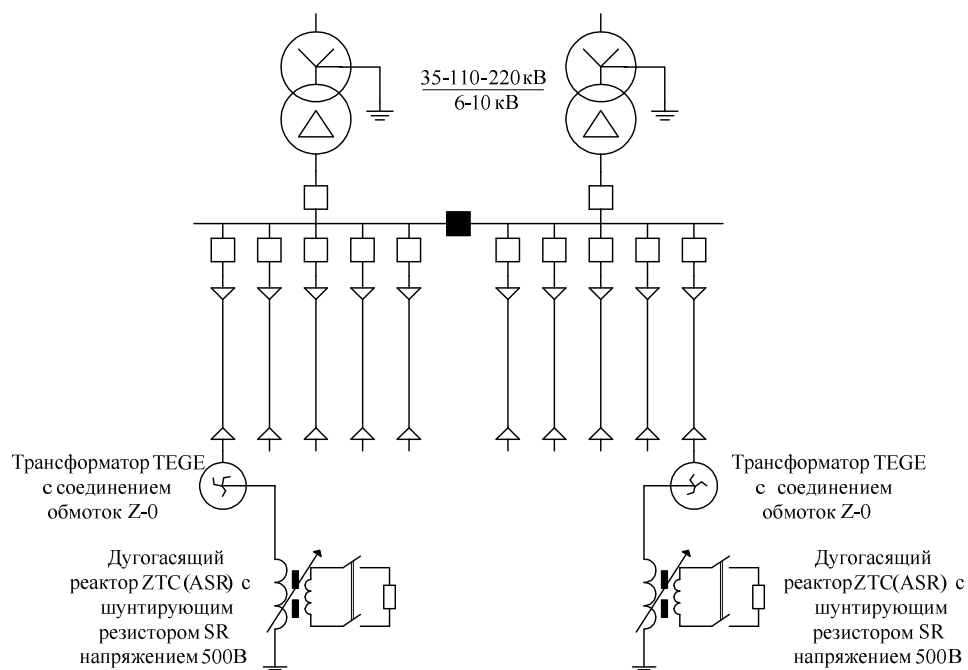 35-110-220 кВ
6-10 кВ
Трансформатор TEGE
с соединением
обмоток Z-0
Трансформатор TEGE
с соединением
обмоток Z-0
Дугогасящий
реактор ZTC (ASR) с
шунтирующим
резистором SR
напряжением 500В
Дугогасящий
реактор ZTC (ASR) с
шунтирующим
резистором SR
напряжением 500В